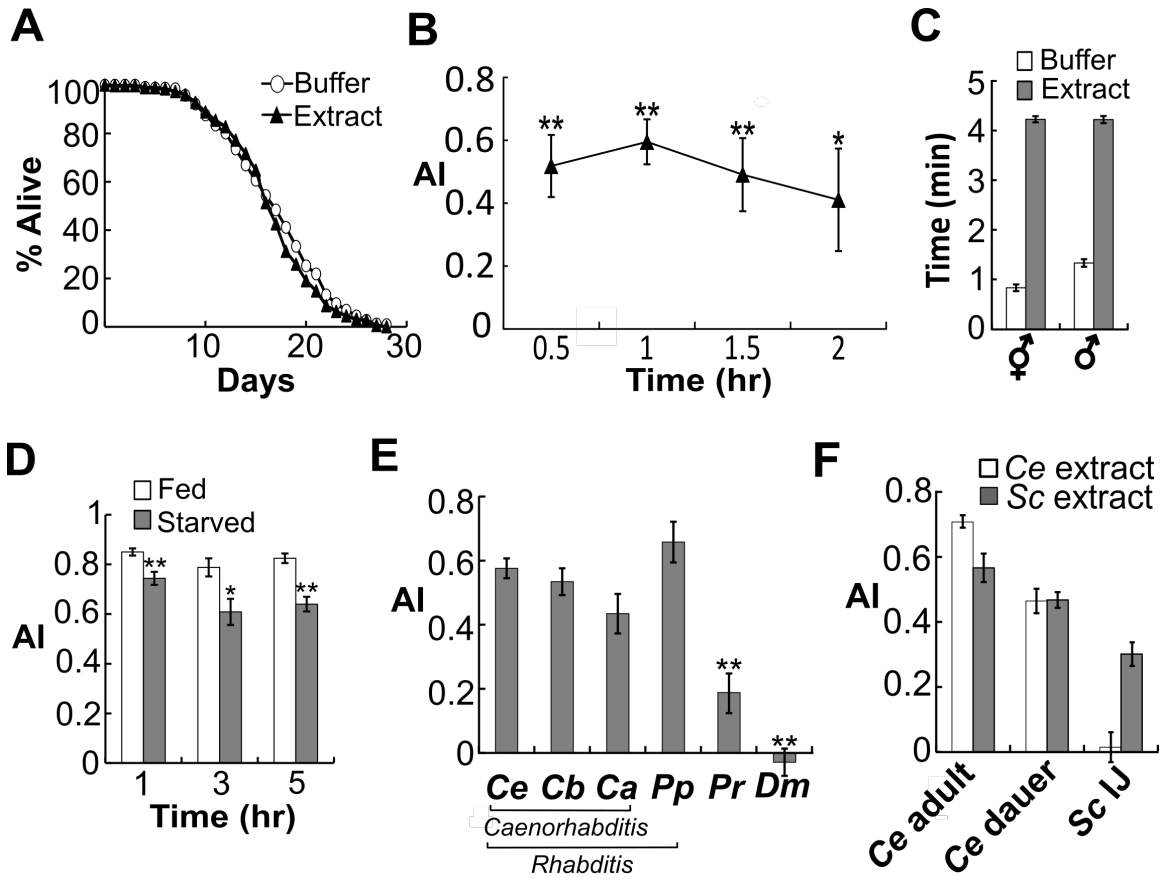 A
Buffer
Extract
% Alive
100
80
60
40
20
0
10 20 30
Days
B
AI
0.8
0.6
0.4
0.2
0
** ** ** *
0.5 1 1.5 2
Time (hr)
C
Buffer
Extract
Time (min)
5
4
3
2
1
0
⚥ ♂
D
Fed
Starved
AI
1
0.8
0.6
0.4
0.2
0
** * **
1 3 5
Time (hr)
E
AI
0.8
0.6
0.4
0.2
0
** **
Ce Cb Ca Pp Pr Dm
Caenorhabditis
Rhabditis
F
Ce extract
Sc extract
AI
0.8
0.6
0.4
0.2
0
Ce adult
Ce dauer
Sc IJ